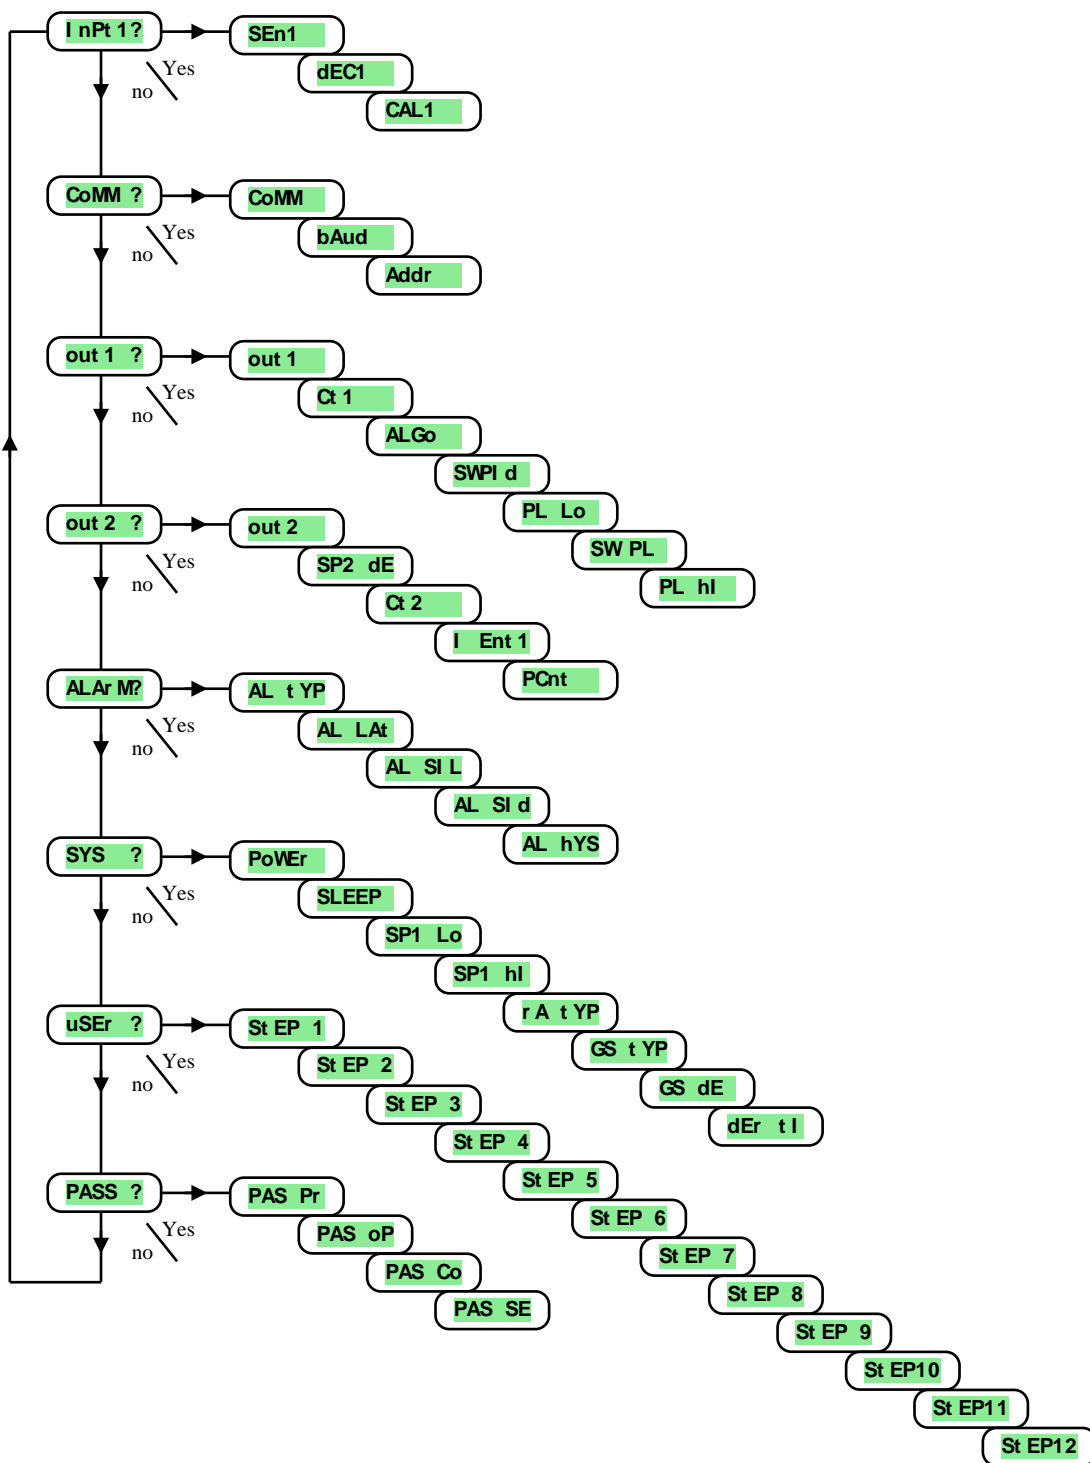 I nPt 1? SEn1
Yes dEC1
no CAL1
CoMM ? CoMM
Yes bAud
no Addr
out 1 ? out 1
Yes Ct 1
no ALGo
SWPI d
PL Lo
out 2 ? out 2 SW PL
Yes SP2 dE PL hI
no Ct 2
I Ent 1
ALAr M? AL t YP PCnt
Yes AL LAt
no AL SI L
AL SI d
SYS ? PoWEr AL hYS
Yes SLEEP
no SP1 Lo
SP1 hI
uSEr ? St EP 1 r A t YP
Yes St EP 2 GS t YP
no St EP 3 GS dE
St EP 4 dEr t I
PASS ? PAS Pr St EP 5
Yes PAS oP St EP 6
no PAS Co St EP 7
PAS SE St EP 8
St EP 9
St EP10
St EP11
St EP12